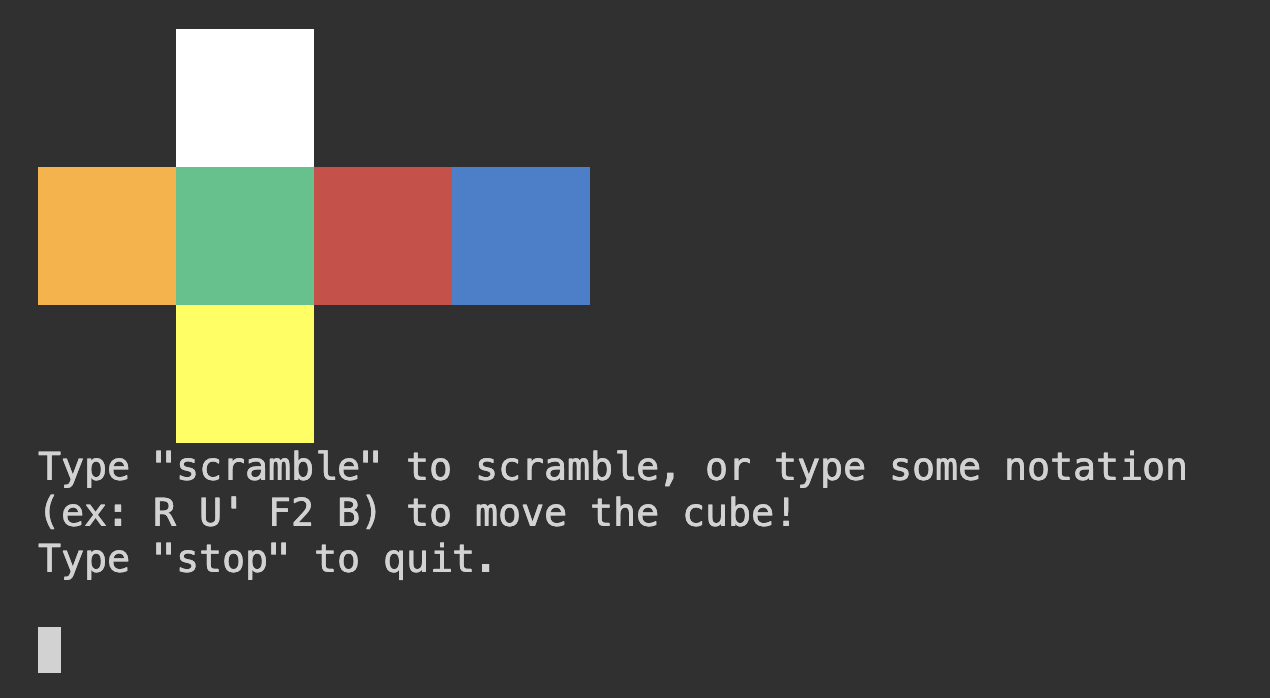 Type "scramble" to scramble, or type some notation
(ex: R U' F2 B) to move the cube!
Type "stop" to quit.